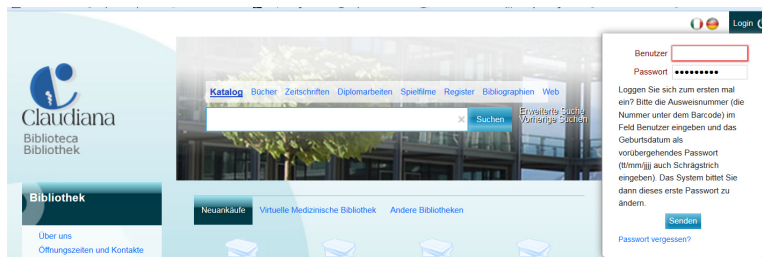 Login
Benutzer
Passwort
Loggen Sie sich zum ersten mal
ein? Bitte die Ausweisnummer (die
Nummer unter dem Barcode) im
Feld Benutzer eingeben und das
Geburtsdatum als
vorübergehendes Passwort
(tt/mm/jjj auch Schrägstrich
eingeben). Das System bittet Sie
dann dieses erste Passwort zu
ändern.
Senden
Passwort vergessen?
Claudiana
Biblioteca
Bibliothek
Katalog Bücher Zeitschriften Diplomarbeiten Spielfilme Register Bibliographien Web
× Suchen
Erweiterte Suche
Vorherige Suchen
Bibliothek
Über uns
Öffnungszeiten und Kontakte
Neuankäufe Virtuelle Medizinische Bibliothek Andere Bibliotheken